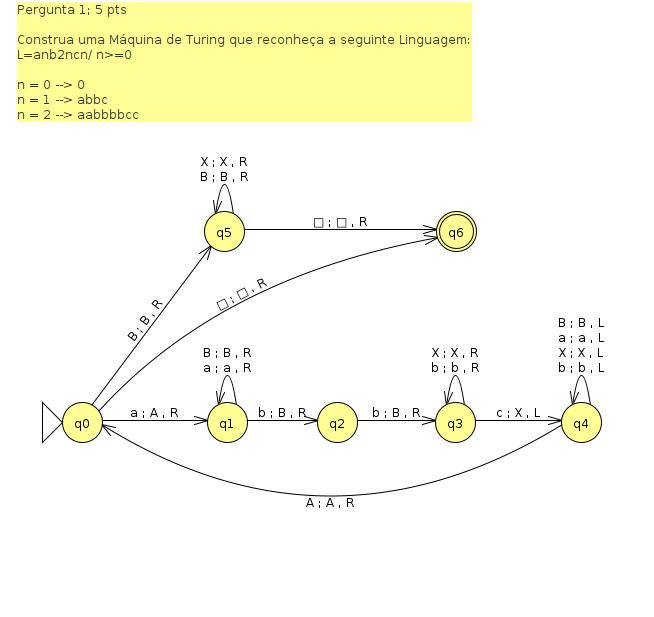 Pergunta 1; 5 pts
Construa uma Máquina de Turing que reconheça a seguinte Linguagem:
L=anb2ncn/ n>=0
n = 0 --> 0
n = 1 --> abbc
n = 2 --> aabbbbcc
X ; X , R
B ; B , R
q5
□ ; □ , R
q6
B ; B , R
□ ; □ , R
B ; B , R
a ; a , R
X ; X , R
b ; b , R
B ; B , L
a ; a , L
X ; X , L
b ; b , L
q0
a ; A , R
q1
b ; B , R
q2
b ; B , R
q3
c ; X , L
q4
A ; A , R